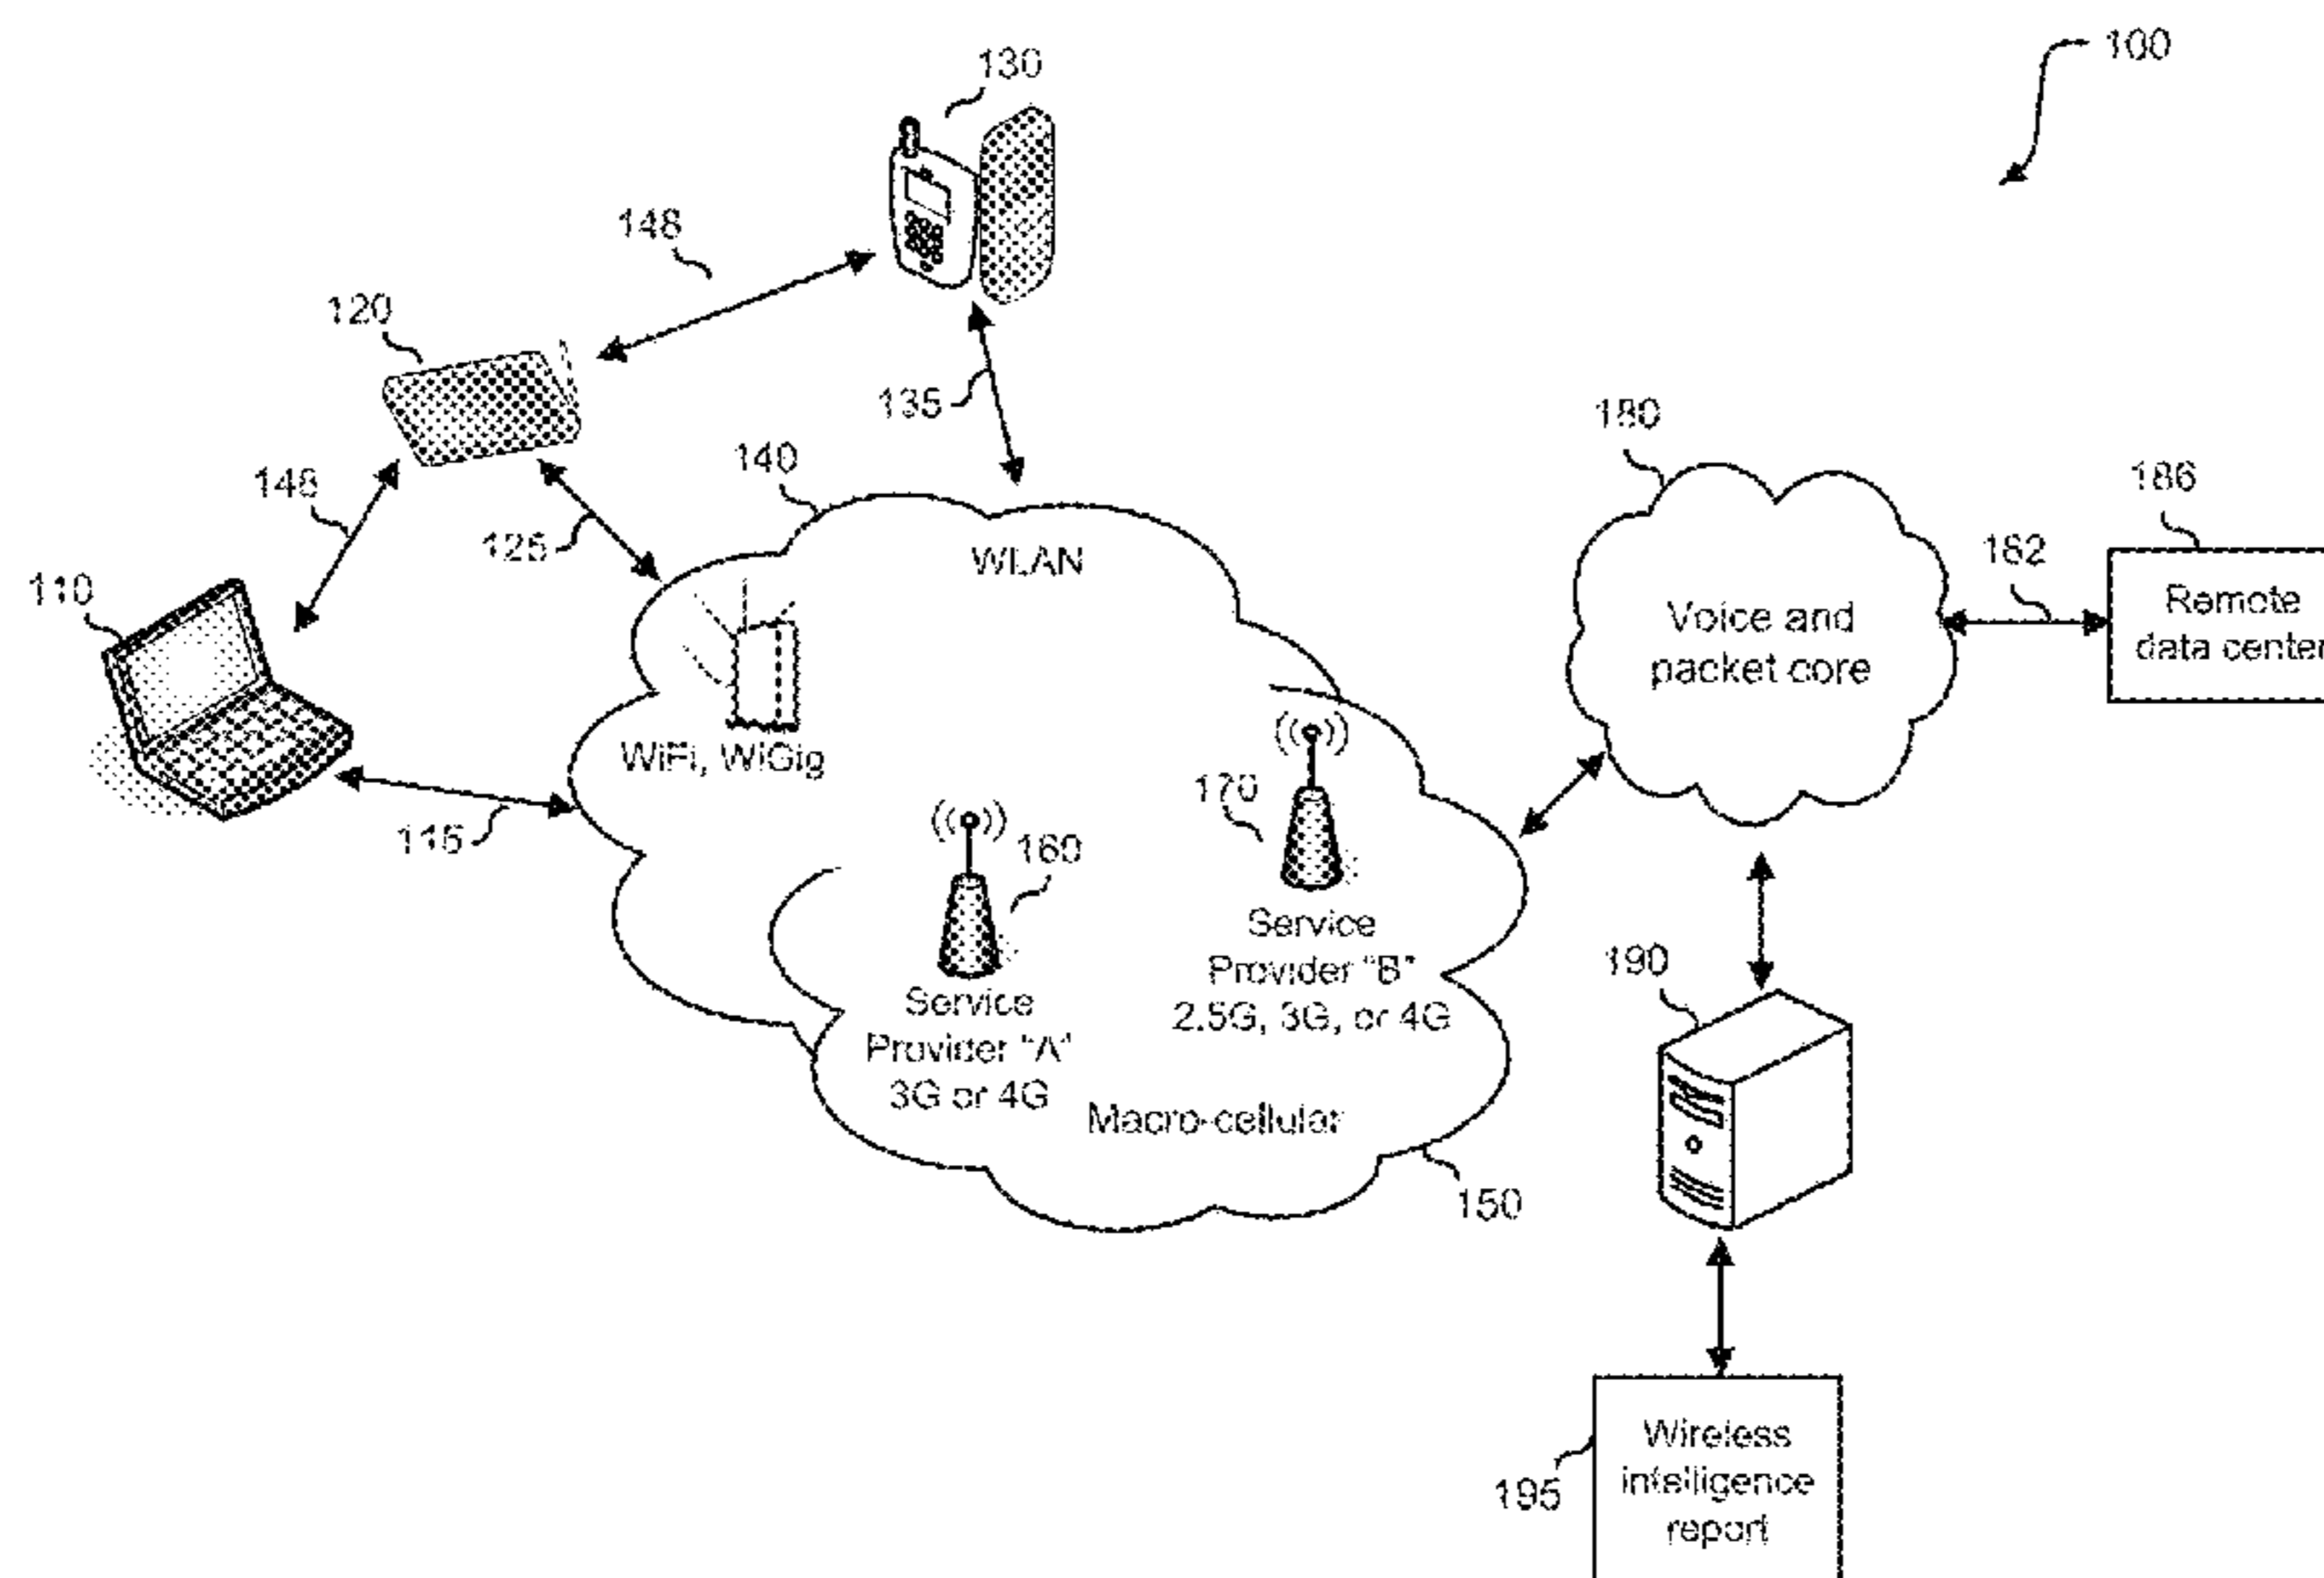 100
130
148
120
135
180
140
186
148
125
182
WLAN
110
Remote
data center
Voice and
packet core
WiFi, WiGig
170
115
160
Service
Provider "B"
2.5G, 3G, or 4G
190
Service
Provider "A"
3G or 4G
Macro-cellular
150
Wireless
intelligence
report
195